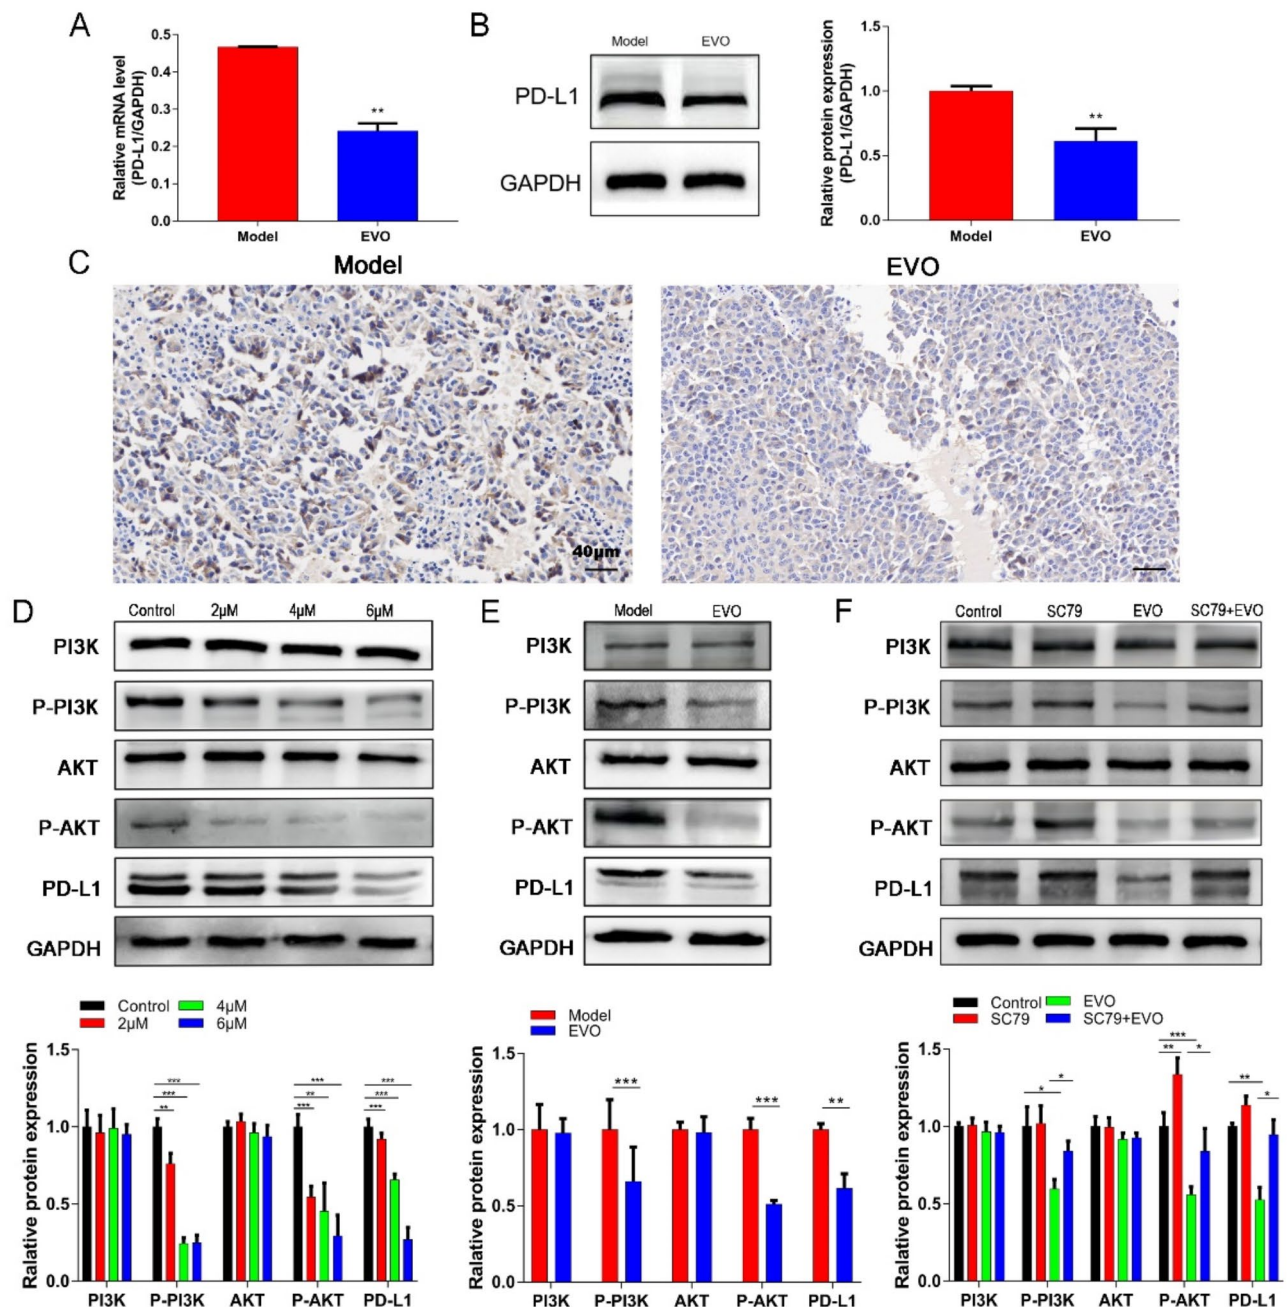 A
Ralative mRNA level
(PD-L1/GAPDH)
0.5
0.4
0.3
0.2
0.1
0.0
**
Model
EVO
B
Model EVO
PD-L1
GAPDH
Ralative protein expression
(PD-L1/GAPDH)
1.5
1.0
0.5
0.0
**
Model
EVO
C
Model
EVO
40μm
D
Control 2μM 4μM 6μM
PI3K
P-PI3K
AKT
P-AKT
PD-L1
GAPDH
Control 4μM
2μM 6μM
Ralative protein expression
1.5
1.0
0.5
0.0
***
***
**
***
**
***
***
***
***
PI3K P-PI3K AKT P-AKT PD-L1
E
Model EVO
PI3K
P-PI3K
AKT
P-AKT
PD-L1
GAPDH
Model
EVO
Ralative protein expression
1.5
1.0
0.5
0.0
***
***
**
PI3K P-PI3K AKT P-AKT PD-L1
F
Control SC79 EVO SC79+EVO
PI3K
P-PI3K
AKT
P-AKT
PD-L1
GAPDH
Control EVO
SC79 SC79+EVO
Ralative protein expression
1.5
1.0
0.5
0.0
*
*
***
**
*
**
*
PI3K P-PI3K AKT P-AKT PD-L1